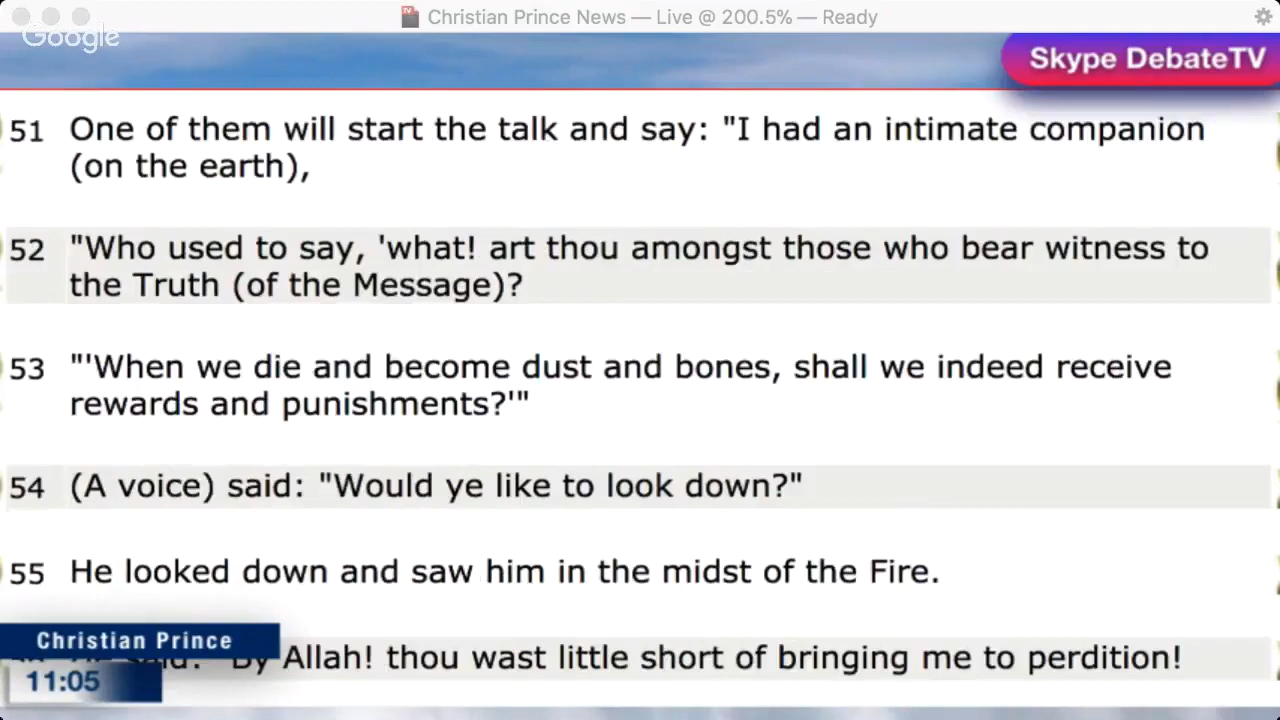 Christian Prince News — Live @ 200.5% — Ready
Google
Skype DebateTV
51 One of them will start the talk and say: "I had an intimate companion
(on the earth),
52 "Who used to say, 'what! art thou amongst those who bear witness to
the Truth (of the Message)?
53 "'When we die and become dust and bones, shall we indeed receive
rewards and punishments?'"
54 (A voice) said: "Would ye like to look down?"
55 He looked down and saw him in the midst of the Fire.
Christian Prince
said: "By Allah! thou wast little short of bringing me to perdition!
11:05